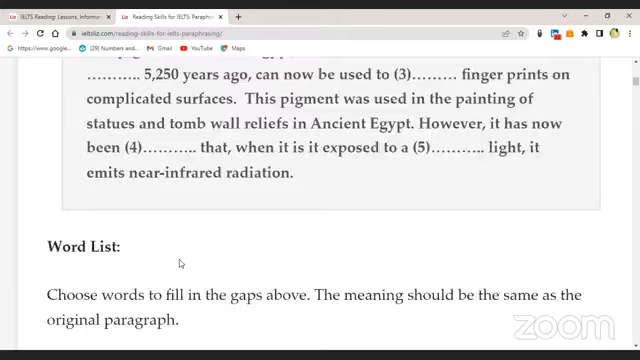 IELTS Reading: Lessons, Informat
Reading Skills for IELTS: Paraphr
ieltsliz.com/reading-skills-for-ielts-paraphrasing/
https://www.google...
(29) Numbers and...
Gmail
YouTube
Maps
........... 5,250 years ago, can now be used to (3)......... finger prints on
complicated surfaces. This pigment was used in the painting of
statues and tomb wall reliefs in Ancient Egypt. However, it has now
been (4)........... that, when it is it exposed to a (5)........... light, it
emits near-infrared radiation.
Word List:
Choose words to fill in the gaps above. The meaning should be the same as the
original paragraph.
zoom